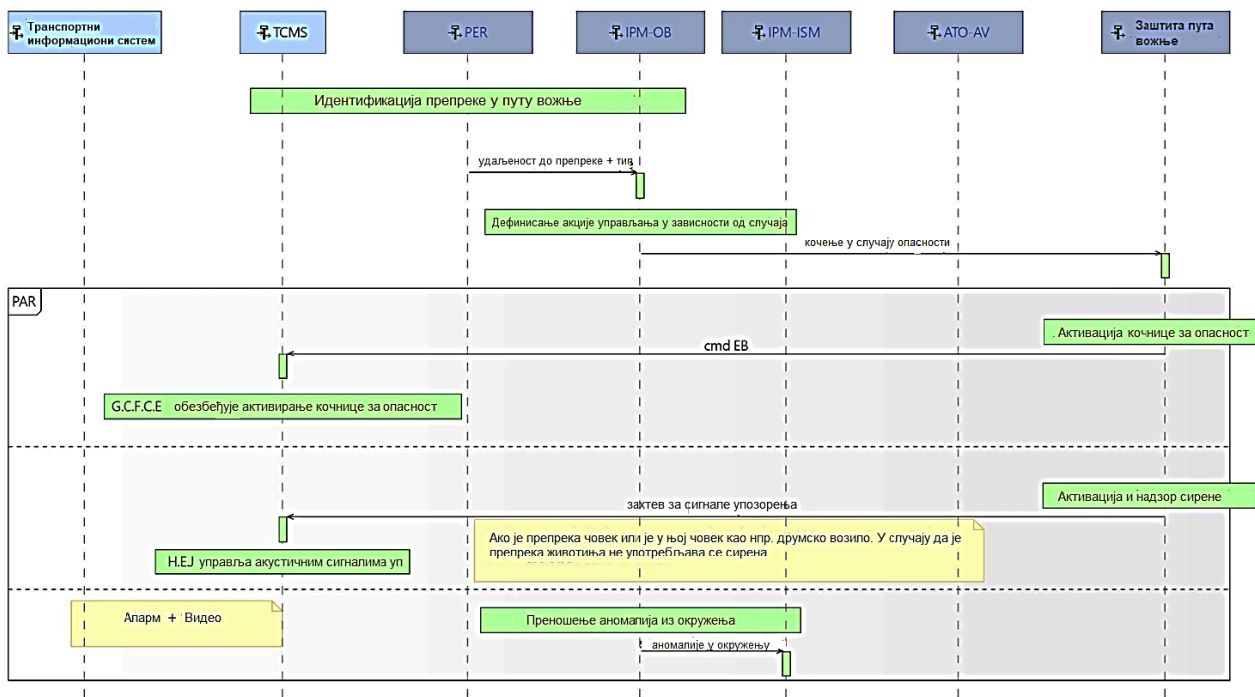 Транспортни
информациони систем
TCMS
PER
IPM-OB
IPM-ISM
ATO-AV
Заштита пута
вожње
Идентификација препреке у путу вожње
удаљеност до препреке + тип
Дефинисање акције управљања у зависности од случаја
кочење у случају опасности
PAR
. Активација кочнице за опасност
cmd EB
G.C.F.C.E обезбеђује активирање кочнице за опасност
Активација и надзор сирене
захтев за сигнале упозорења
Ако је препрека човек или је у њој човек као нпр. друмско возило. У случају да је
препрека животиња не употребљава се сирена
H.E.J управља акустичним сигналима уп
Аларм + Видео
Преношење аномалија из окружења
аномалије у окружењу